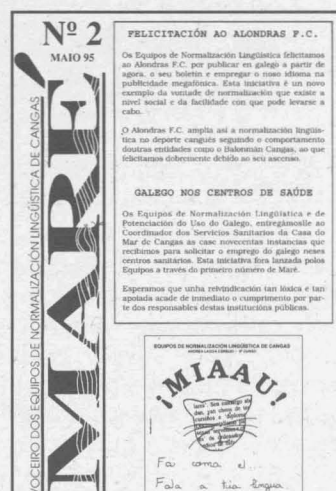 Nº 2
MAIO 95
MARÉ
VOCEIRO DOS EQUIPOS DE NORMALIZACIÓN LINGÜÍSTICA DE CANGAS
FELICITACIÓN AO ALONDRAS F.C.
Os Equipos de Normalización Lingüística felicitamos
ao Alondras F.C. por publicar en galego a partir de
agora, o seu boletín e empregar o noso idioma na
publicidade megafónica. Esta iniciativa é un novo
exemplo da vontade de normalización que existe a
nivel social e da facilidade con que pode levarse a
cabo.
O Alondras F.C. amplía así a normalización lingüís-
tica no deporte cangués seguindo o comportamento
doutras entidades como o Balonmán Cangas, ao que
felicitamos dobremente debido ao seu ascenso.
GALEGO NOS CENTROS DE SAÚDE
Os Equipos de Normalización Lingüística e de
Potenciación do Uso do Galego, entregámoslle ao
Coordinador dos Servicios Sanitarios da Casa do
Mar de Cangas as case novecentas instancias que
recibimos para solicitar o emprego do galego neses
centros sanitarios. Esta iniciativa fora lanzada polos
Equipos a través do primeiro número de Maré.
Esperamos que unha reivindicación tan lóxica e tan
apoiada acade de inmediato o cumprimento por par-
te dos responsables destas institucións públicas.
EQUIPOS DE NORMALIZACIÓN LINGÜÍSTICA DE CANGAS
¡MIAAU!
Fai coma el...
Fala a túa lingua